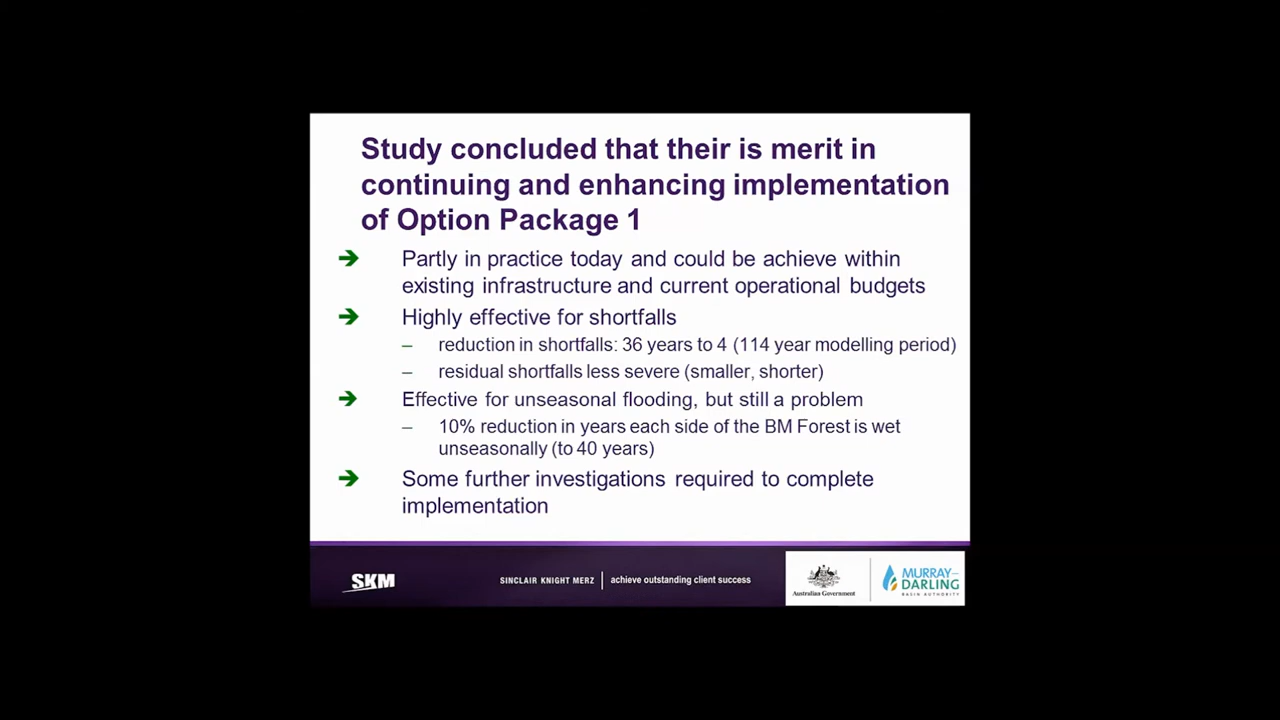 Study concluded that their is merit in
continuing and enhancing implementation
of Option Package 1
Partly in practice today and could be achieve within
existing infrastructure and current operational budgets
Highly effective for shortfalls
– reduction in shortfalls: 36 years to 4 (114 year modelling period)
– residual shortfalls less severe (smaller, shorter)
Effective for unseasonal flooding, but still a problem
– 10% reduction in years each side of the BM Forest is wet
unseasonally (to 40 years)
Some further investigations required to complete
implementation
SKM
SINCLAIR KNIGHT MERZ | achieve outstanding client success
Australian Government
MURRAY–
DARLING
BASIN AUTHORITY